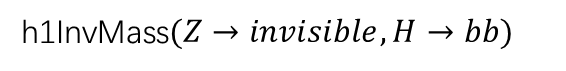 h1InvMass(Z → invisible, H → bb)